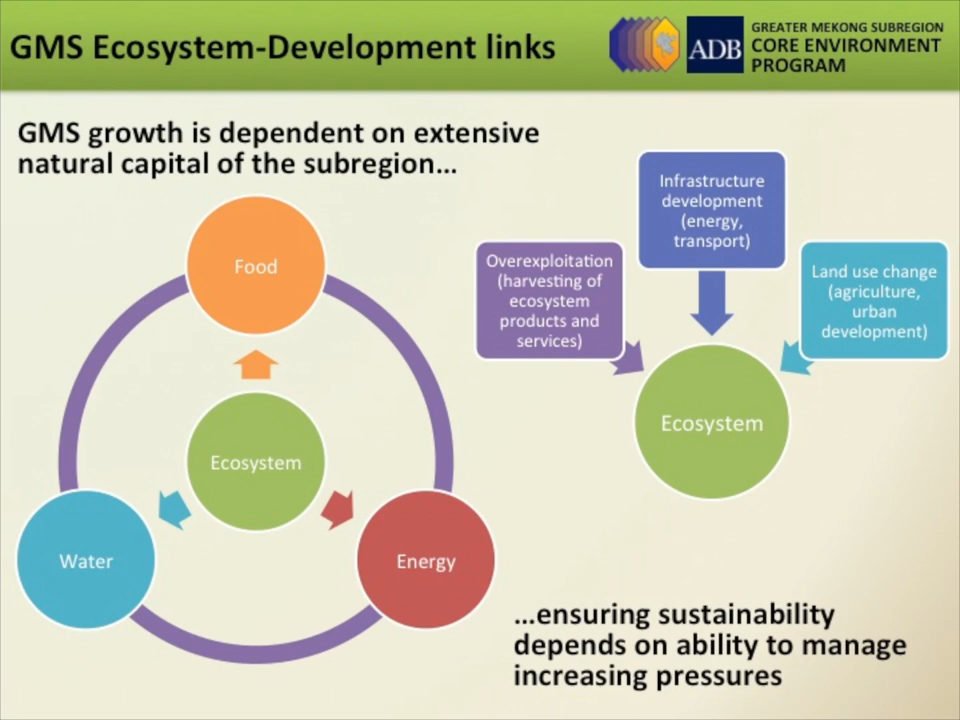 GMS Ecosystem-Development links
ADB
GREATER MEKONG SUBREGION
CORE ENVIRONMENT
PROGRAM
GMS growth is dependent on extensive
natural capital of the subregion…
Food
Ecosystem
Water
Energy
Infrastructure
development
(energy,
transport)
Overexploitation
(harvesting of
ecosystem
products and
services)
Land use change
(agriculture,
urban
development)
Ecosystem
…ensuring sustainability
depends on ability to manage
increasing pressures